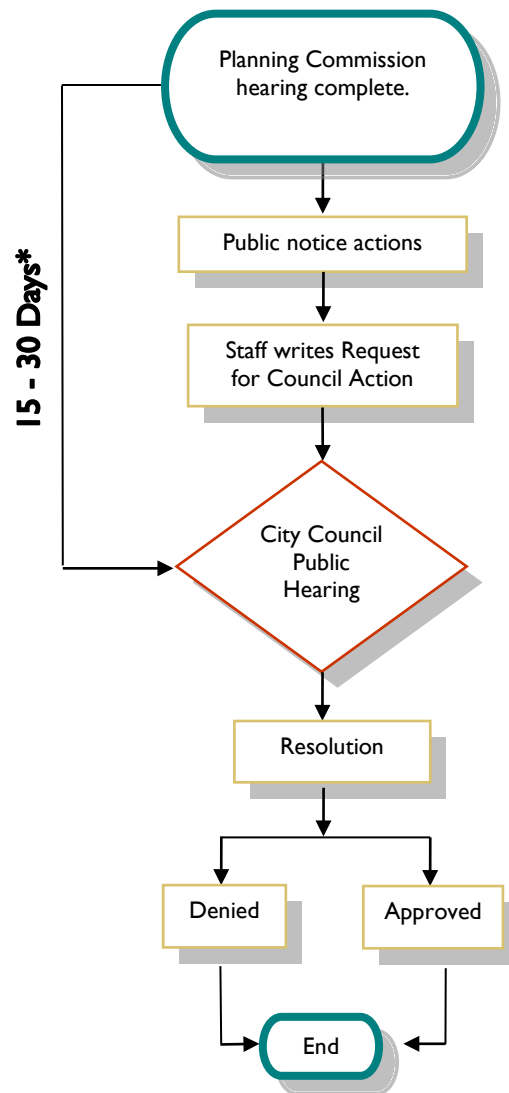 Planning Commission
hearing complete.
15 - 30 Days*
Public notice actions
Staff writes Request
for Council Action
City Council
Public
Hearing
Resolution
Denied
Approved
End